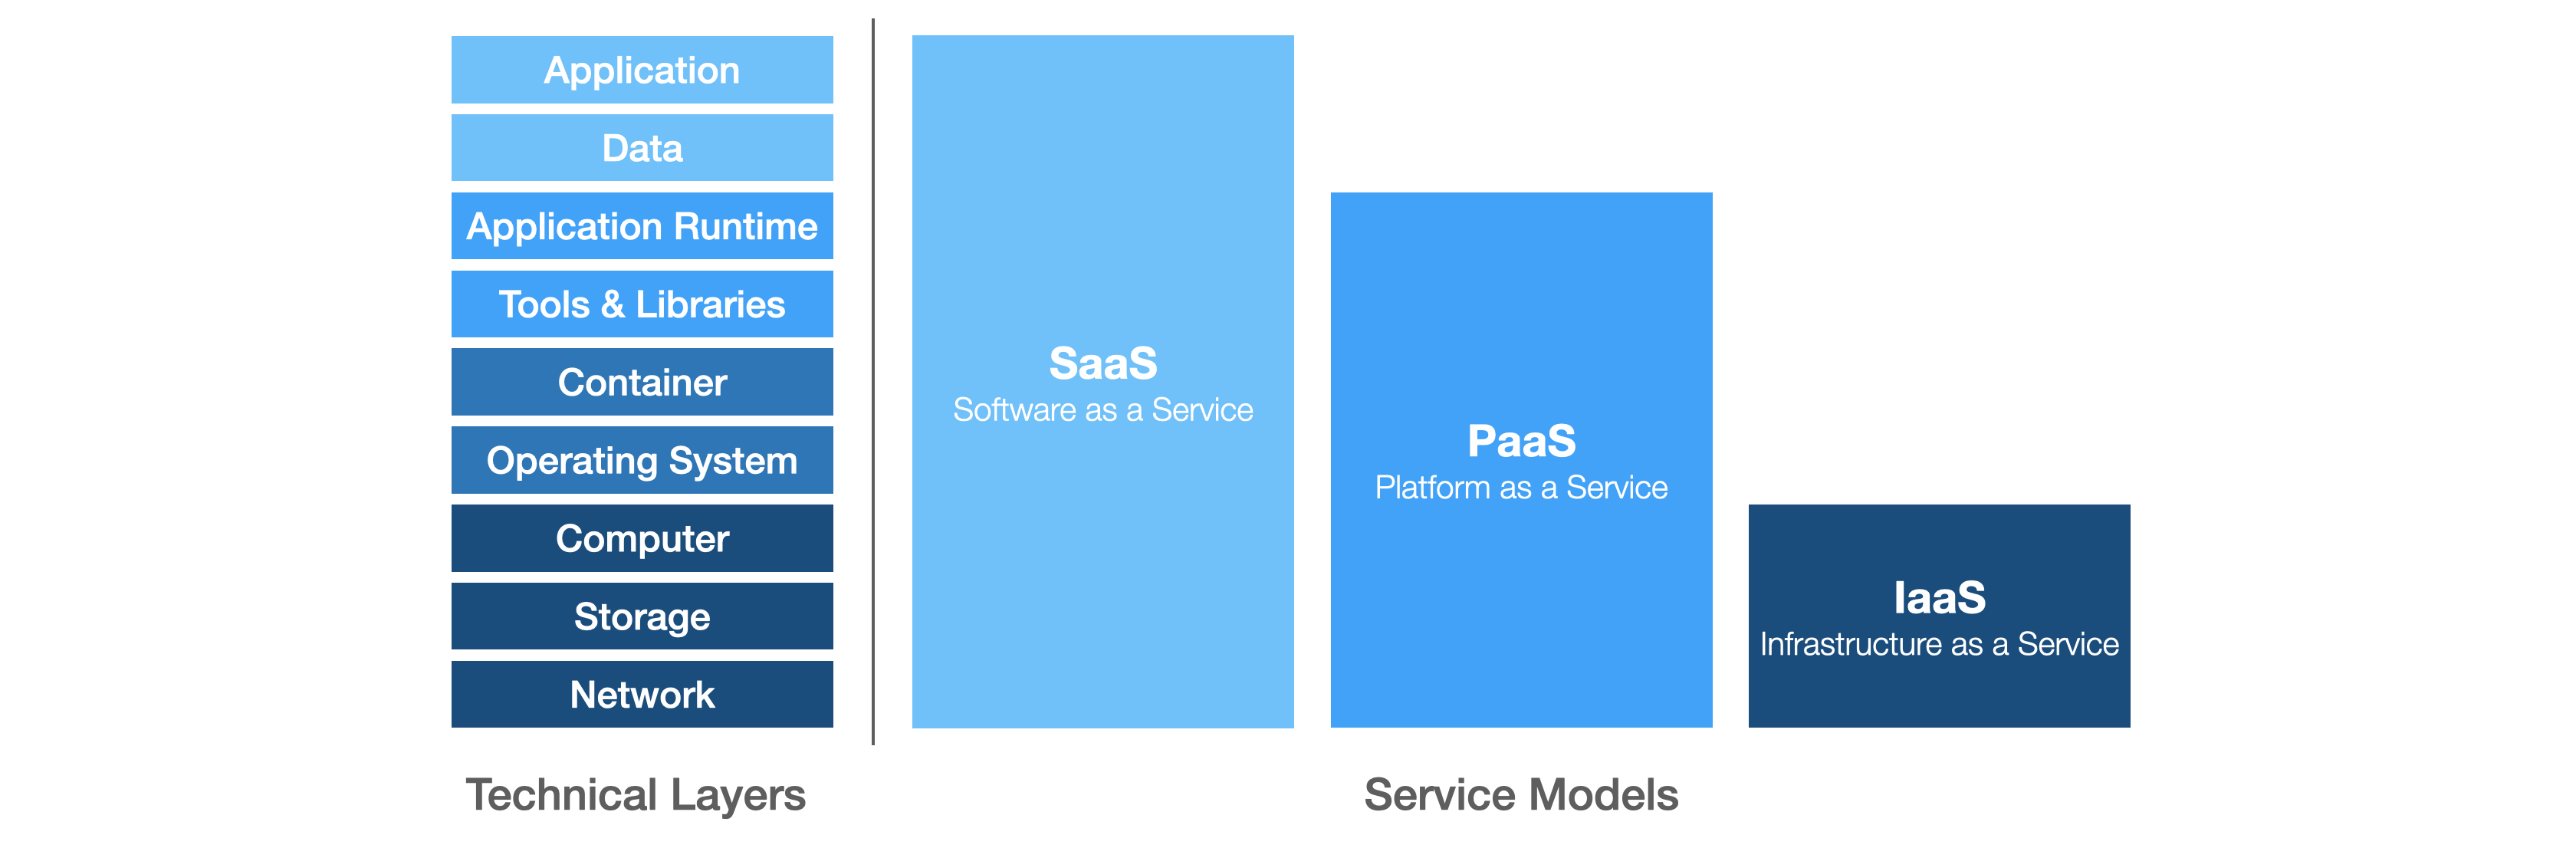 Application
Data
Application Runtime
Tools & Libraries
Container
Operating System
Computer
Storage
Network
Technical Layers
SaaS
Software as a Service
PaaS
Platform as a Service
IaaS
Infrastructure as a Service
Service Models